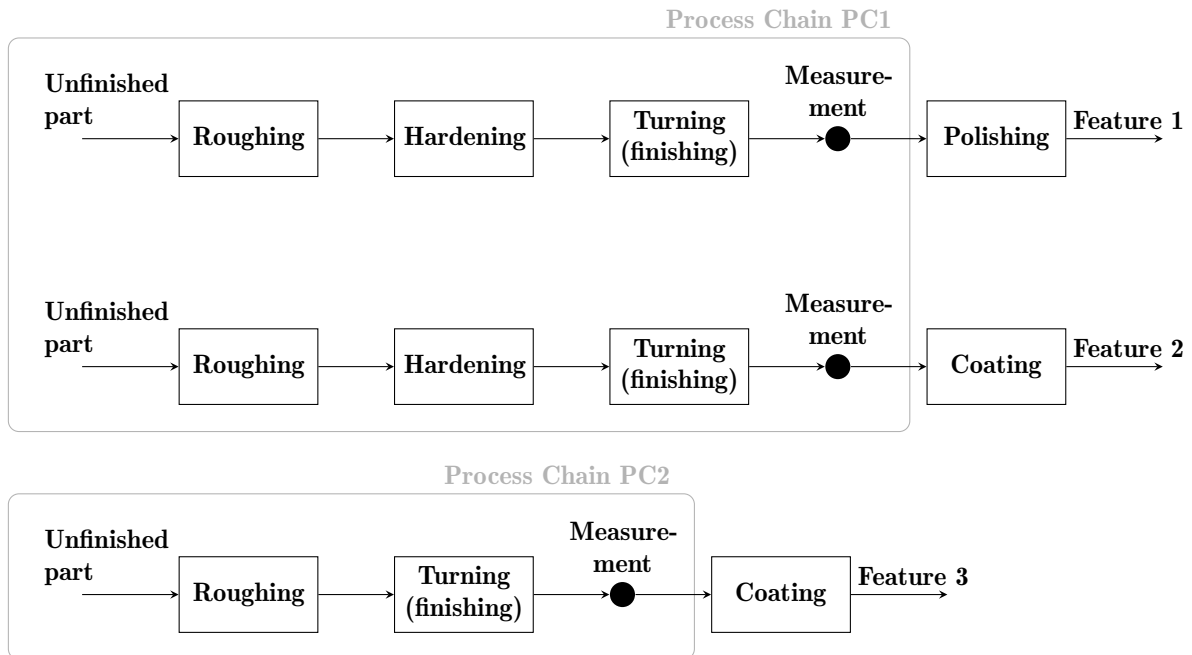 Process Chain PC1
Unfinished
part
Roughing
Hardening
Turning
(finishing)
Measure-
ment
Polishing
Feature 1
Unfinished
part
Roughing
Hardening
Turning
(finishing)
Measure-
ment
Coating
Feature 2
Process Chain PC2
Unfinished
part
Roughing
Turning
(finishing)
Measure-
ment
Coating
Feature 3